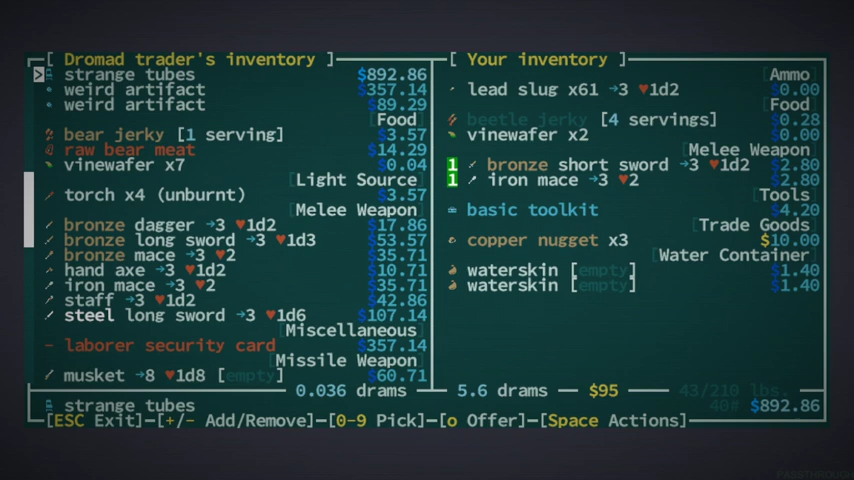 [ Dromad trader's inventory ]
> strange tubes $892.86
weird artifact $357.14
weird artifact $89.29
[Food]
bear jerky [1 serving] $3.57
raw bear meat $14.29
vinewafer x7 $0.04
[Light Source]
torch x4 (unburnt) $3.57
[Melee Weapon]
bronze dagger →3 ♥1d2 $17.86
bronze long sword →3 ♥1d3 $53.57
bronze mace →3 ♥2 $35.71
hand axe →3 ♥1d2 $10.71
iron mace →3 ♥2 $35.71
staff →3 ♥1d2 $42.86
steel long sword →3 ♥1d6 $107.14
[Miscellaneous]
laborer security card $357.14
[Missile Weapon]
musket →8 ♥1d8 [empty] $60.71
[ Your inventory ]
[Ammo]
lead slug x61 →3 ♥1d2 $0.00
[Food]
beetle jerky [4 servings] $0.28
vinewafer x2 $0.00
[Melee Weapon]
1 bronze short sword →3 ♥1d2 $2.80
1 iron mace →3 ♥2 $2.80
[Tools]
basic toolkit $4.20
[Trade Goods]
copper nugget x3 $10.00
[Water Container]
waterskin [empty] $1.40
waterskin [empty] $1.40
0.036 drams 5.6 drams — $95 43/210 lbs.
strange tubes 40# $892.86
[ESC Exit]—[+/- Add/Remove]—[0-9 Pick]—[o Offer]—[Space Actions]